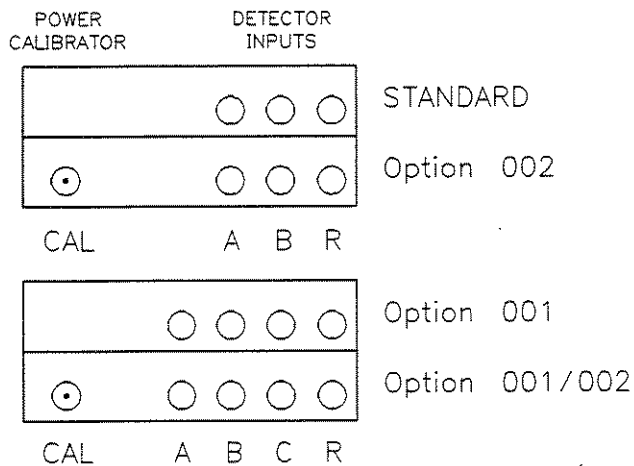 POWER
CALIBRATOR
DETECTOR
INPUTS
STANDARD
Option 002
CAL A B R
Option 001
Option 001/002
CAL A B C R